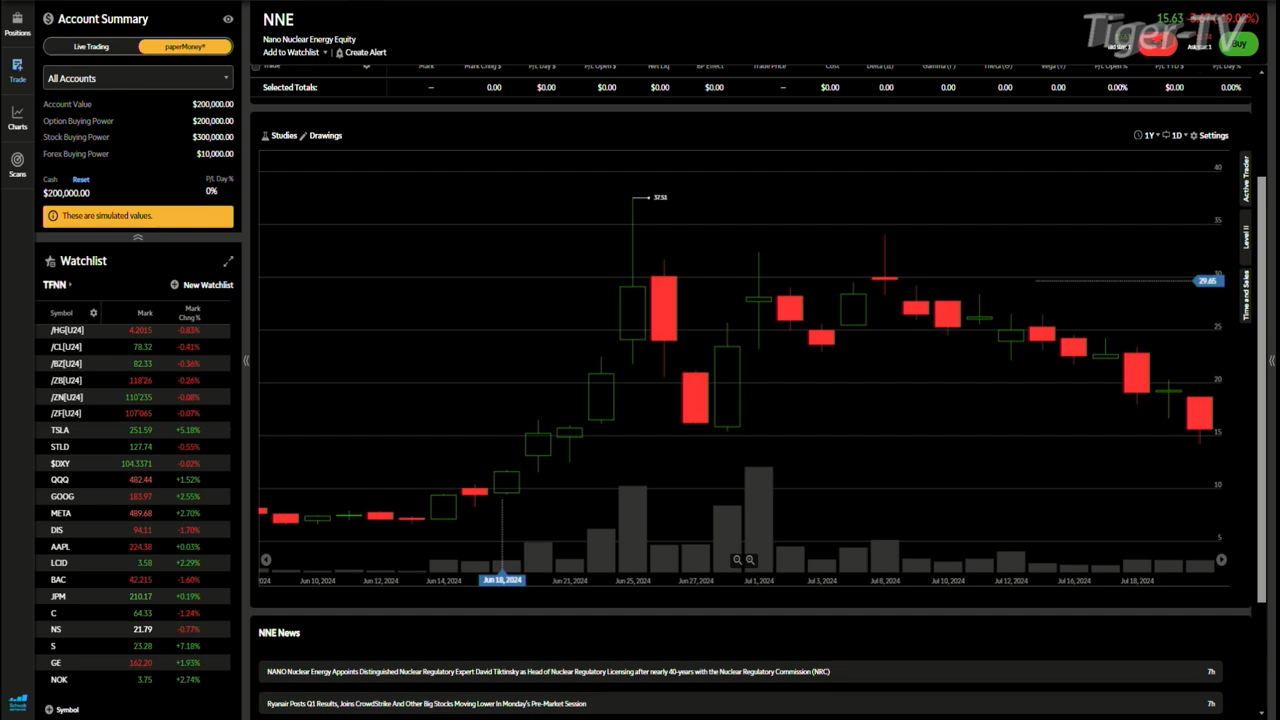 Positions
Trade
Charts
Scans
Account Summary
Live Trading
paperMoney®
All Accounts
Account Value $200,000.00
Option Buying Power $200,000.00
Stock Buying Power $300,000.00
Forex Buying Power $10,000.00
Cash Reset P/L Day %
$200,000.00 0%
These are simulated values.
Watchlist
TFNN
New Watchlist
Symbol Mark Mark Chng %
/HG[U24] 4.2015 -0.83%
/CL[U24] 78.32 -0.41%
/BZ[U24] 82.33 -0.36%
/ZB[U24] 118'26 -0.26%
/ZN[U24] 110'235 -0.08%
/ZF[U24] 107'065 -0.07%
TSLA 251.59 +5.18%
STLD 127.74 -0.55%
$DXY 104.3371 -0.02%
QQQ 482.44 +1.52%
GOOG 183.97 +2.55%
META 489.68 +2.70%
DIS 94.11 -1.70%
AAPL 224.38 +0.03%
LCID 3.58 +2.29%
BAC 42.215 -1.60%
JPM 210.17 +0.19%
C 64.33 -1.24%
NS 21.79 -0.77%
S 23.28 +7.18%
GE 162.20 +1.93%
NOK 3.75 +2.74%
Symbol
NNE
Nano Nuclear Energy Equity
Add to Watchlist
Create Alert
15.63 -3.67 (-19.02%)
Tiger-TV
Buy
Selected Totals: — 0.00 $0.00 $0.00 $0.00 $0.00 — $0.00 0.00 0.00 0.00 0.00 0.00% $0.00 0.00%
Studies Drawings
1Y 1D Settings
Active Trader
Level II
Time and Sales
40
35
30
25
20
15
10
5
37.51
29.65
2024 Jun 10, 2024 Jun 12, 2024 Jun 14, 2024 Jun 18, 2024 Jun 21, 2024 Jun 25, 2024 Jun 27, 2024 Jul 1, 2024 Jul 3, 2024 Jul 8, 2024 Jul 10, 2024 Jul 12, 2024 Jul 16, 2024 Jul 18, 2024
NNE News
NANO Nuclear Energy Appoints Distinguished Nuclear Regulatory Expert David Tiktinsky as Head of Nuclear Regulatory Licensing after nearly 40-years with the Nuclear Regulatory Commission (NRC) 7h
Ryanair Posts Q1 Results, Joins CrowdStrike And Other Big Stocks Moving Lower In Monday's Pre-Market Session 7h